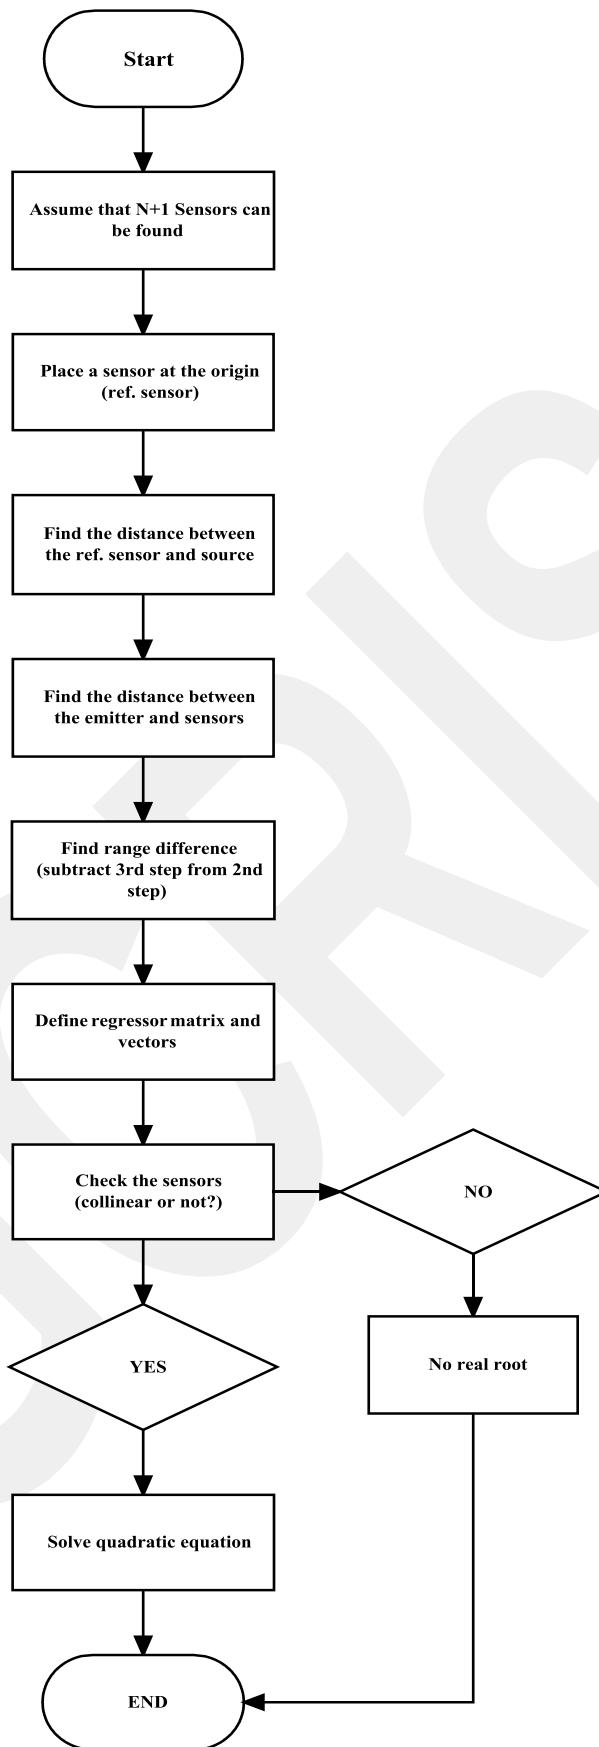 Start
Assume that N+1 Sensors can
be found
Place a sensor at the origin
(ref. sensor)
Find the distance between
the ref. sensor and source
Find the distance between
the emitter and sensors
Find range difference
(subtract 3rd step from 2nd
step)
Define regressor matrix and
vectors
Check the sensors
(collinear or not?)
NO
YES
No real root
Solve quadratic equation
END